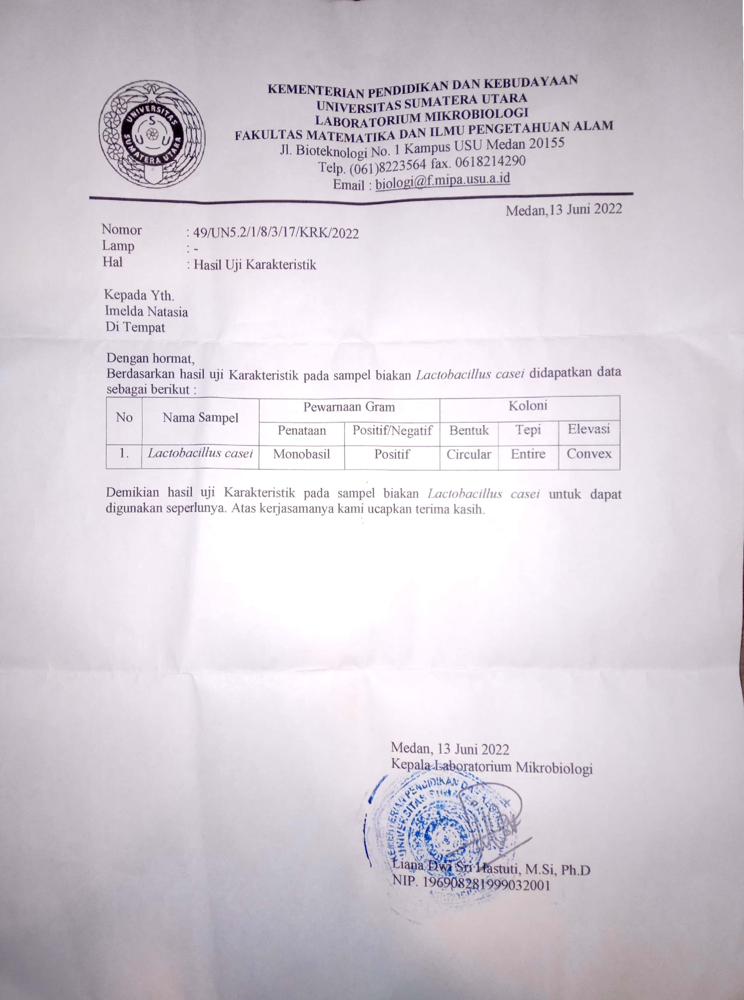 UNIVERSITAS SUMATERA UTARA
S
U U
KEMENTERIAN PENDIDIKAN DAN KEBUDAYAAN
UNIVERSITAS SUMATERA UTARA
LABORATORIUM MIKROBIOLOGI
FAKULTAS MATEMATIKA DAN ILMU PENGETAHUAN ALAM
Jl. Bioteknologi No. 1 Kampus USU Medan 20155
Telp. (061)8223564 fax. 0618214290
Email : biologi@f.mipa.usu.a.id
Medan,13 Juni 2022
Nomor : 49/UN5.2/1/8/3/17/KRK/2022
Lamp : -
Hal : Hasil Uji Karakteristik
Kepada Yth.
Imelda Natasia
Di Tempat
Dengan hormat,
Berdasarkan hasil uji Karakteristik pada sampel biakan Lactobacillus casei didapatkan data
sebagai berikut :
No Nama Sampel Pewarnaan Gram Koloni
Penataan Positif/Negatif Bentuk Tepi Elevasi
1. Lactobacillus casei Monobasil Positif Circular Entire Convex
Demikian hasil uji Karakteristik pada sampel biakan Lactobacillus casei untuk dapat
digunakan seperlunya. Atas kerjasamanya kami ucapkan terima kasih.
Medan, 13 Juni 2022
Kepala Laboratorium Mikrobiologi
PENDIDIKAN
UNIVERSITAS
Liana Dwi Sri Hastuti, M.Si, Ph.D
NIP. 196908281999032001